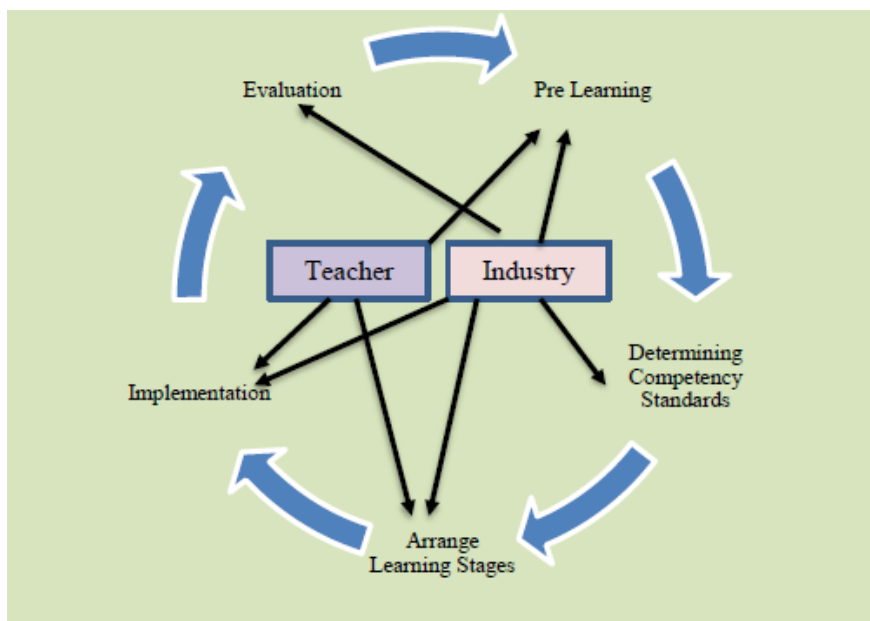 Evaluation
Pre Learning
Teacher
Industry
Determining
Competency
Standards
Implementation
Arrange
Learning Stages